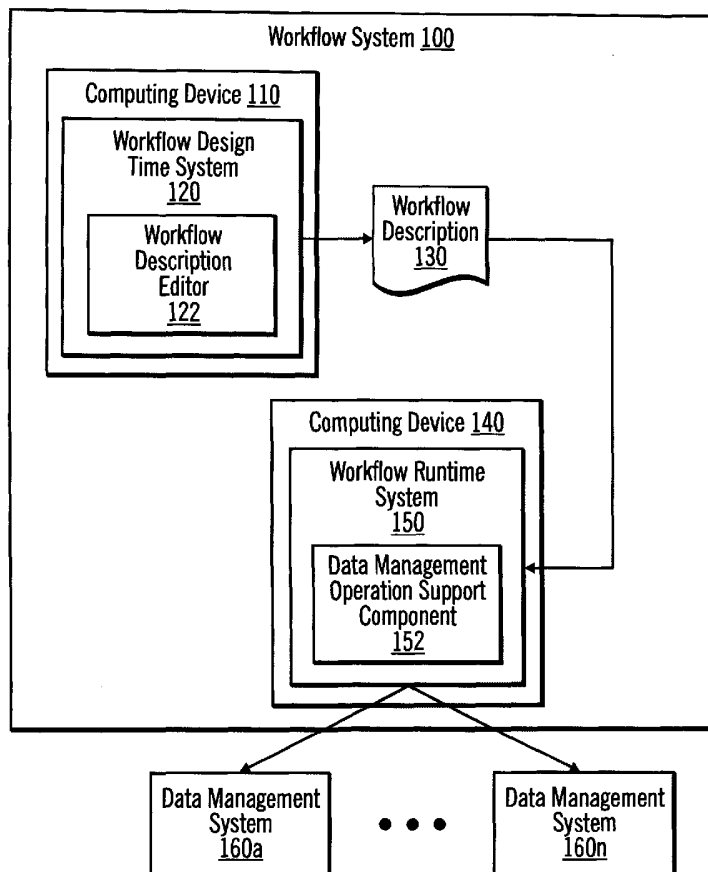 Workflow System 100
Computing Device 110
Workflow Design
Time System
120
Workflow
Description
Editor
122
Workflow
Description
130
Computing Device 140
Workflow Runtime
System
150
Data Management
Operation Support
Component
152
Data Management
System
160a
Data Management
System
160n